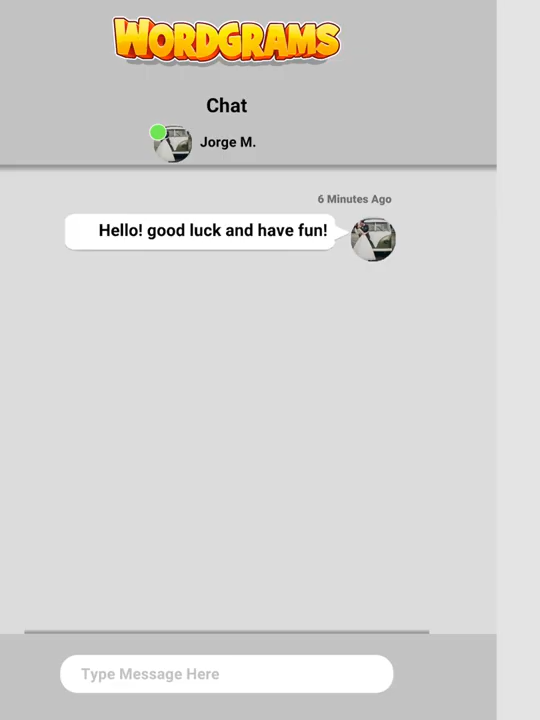 WORDGRAMS
Chat
Jorge M.
6 Minutes Ago
Hello! good luck and have fun!
Type Message Here